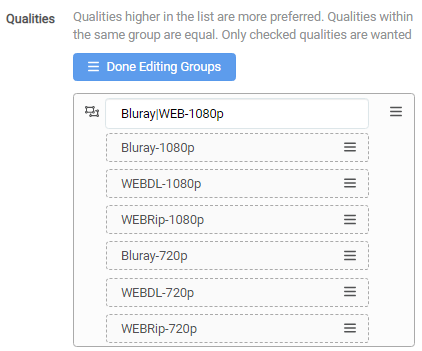 Qualities
Qualities higher in the list are more preferred. Qualities within
the same group are equal. Only checked qualities are wanted
Done Editing Groups
Bluray|WEB-1080p
Bluray-1080p
WEBDL-1080p
WEBRip-1080p
Bluray-720p
WEBDL-720p
WEBRip-720p